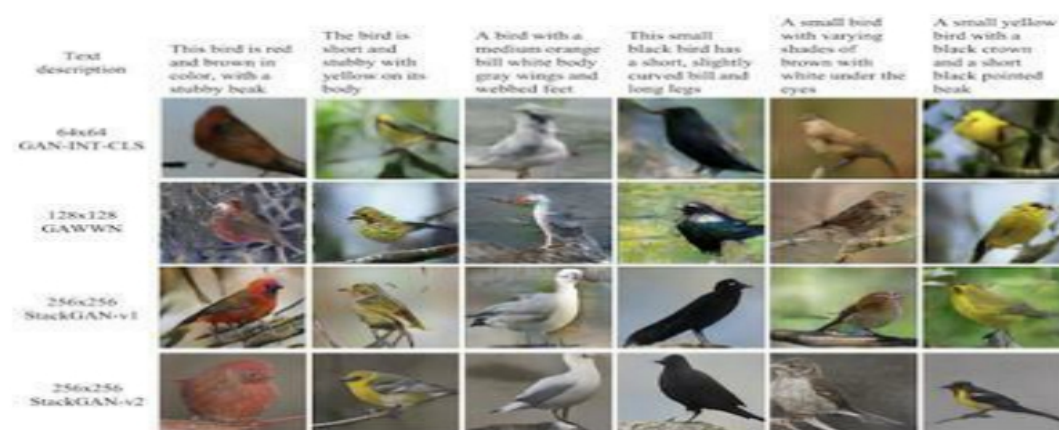 Text
description
This bird is red
and brown in
color, with a
stubby beak
The bird is
short and
stubby with
yellow on its
body
A bird with a
medium orange
bill white body
gray wings and
webbed feet
This small
black bird has
a short, slightly
curved bill and
long legs
A small bird
with varying
shades of
brown with
white under the
eyes
A small yellow
bird with a
black crown
and a short
black pointed
beak
64x64
GAN-INT-CLS
128x128
GAWWN
256x256
StackGAN-v1
256x256
StackGAN-v2